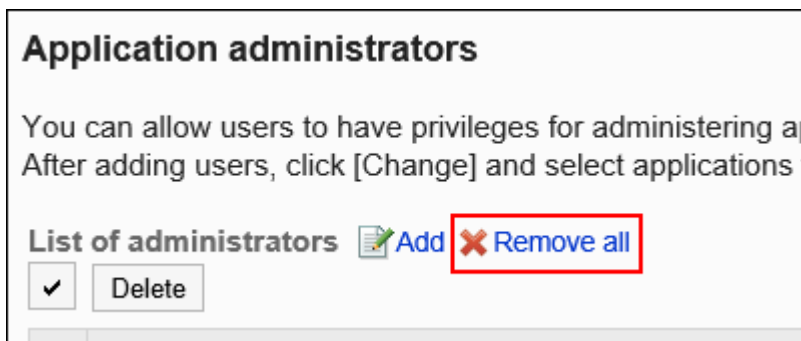 Application administrators
You can allow users to have privileges for administering
After adding users, click [Change] and select applications
List of administrators Add Remove all
Delete